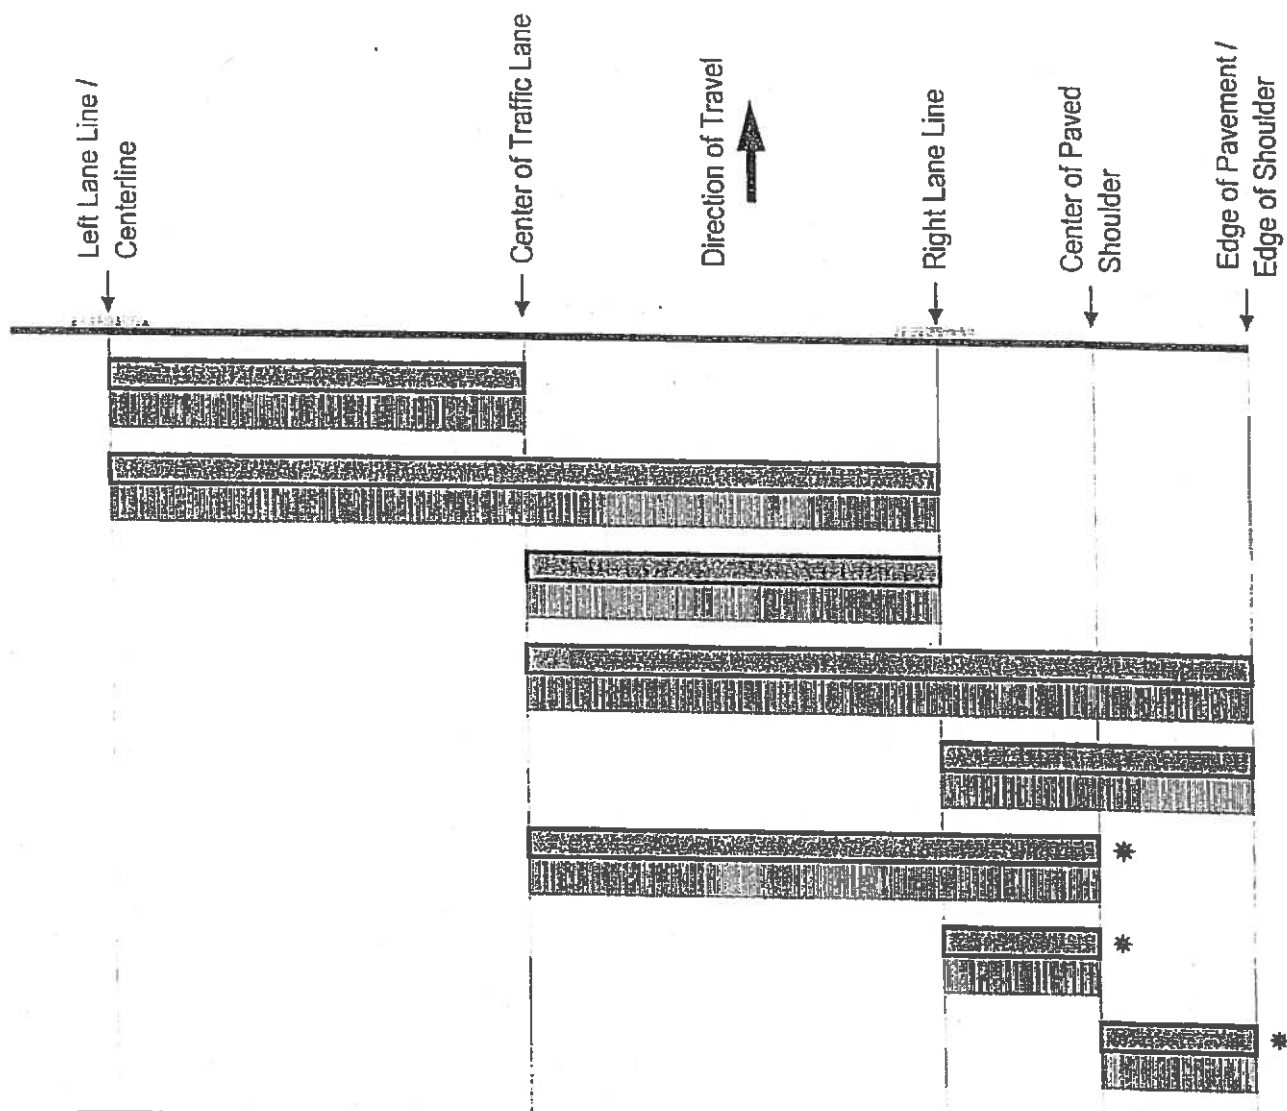 Left Lane Line /
Centerline
Center of Traffic Lane
Direction of Travel
Right Lane Line
Center of Paved
Shoulder
Edge of Pavement /
Edge of Shoulder
*
*
*